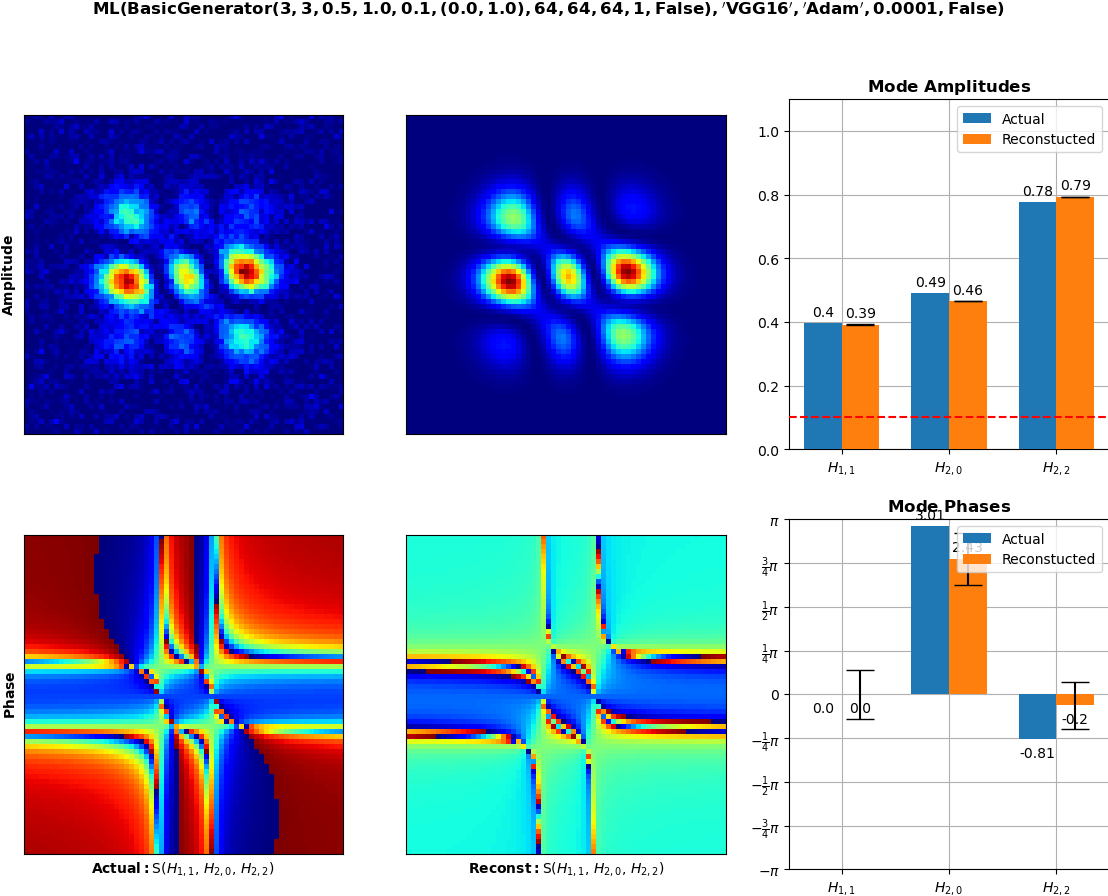 ML(BasicGenerator(3, 3, 0.5, 1.0, 0.1, (0.0, 1.0), 64, 64, 64, 1, False), ′VGG16′, ′Adam′, 0.0001, False)
Amplitude
Mode Amplitudes
Actual
Reconstucted
1.0
0.8
0.6
0.4
0.2
0.0
0.4
0.39
0.49
0.46
0.78
0.79
H1, 1
H2, 0
H2, 2
Phase
Actual: S(H1, 1, H2, 0, H2, 2)
Reconst: S(H1, 1, H2, 0, H2, 2)
Mode Phases
Actual
Reconstucted
π
3/4π
1/2π
1/4π
0
−1/4π
−1/2π
−3/4π
−π
0.0
0.0
3.01
2.43
-0.81
-0.2
H1, 1
H2, 0
H2, 2